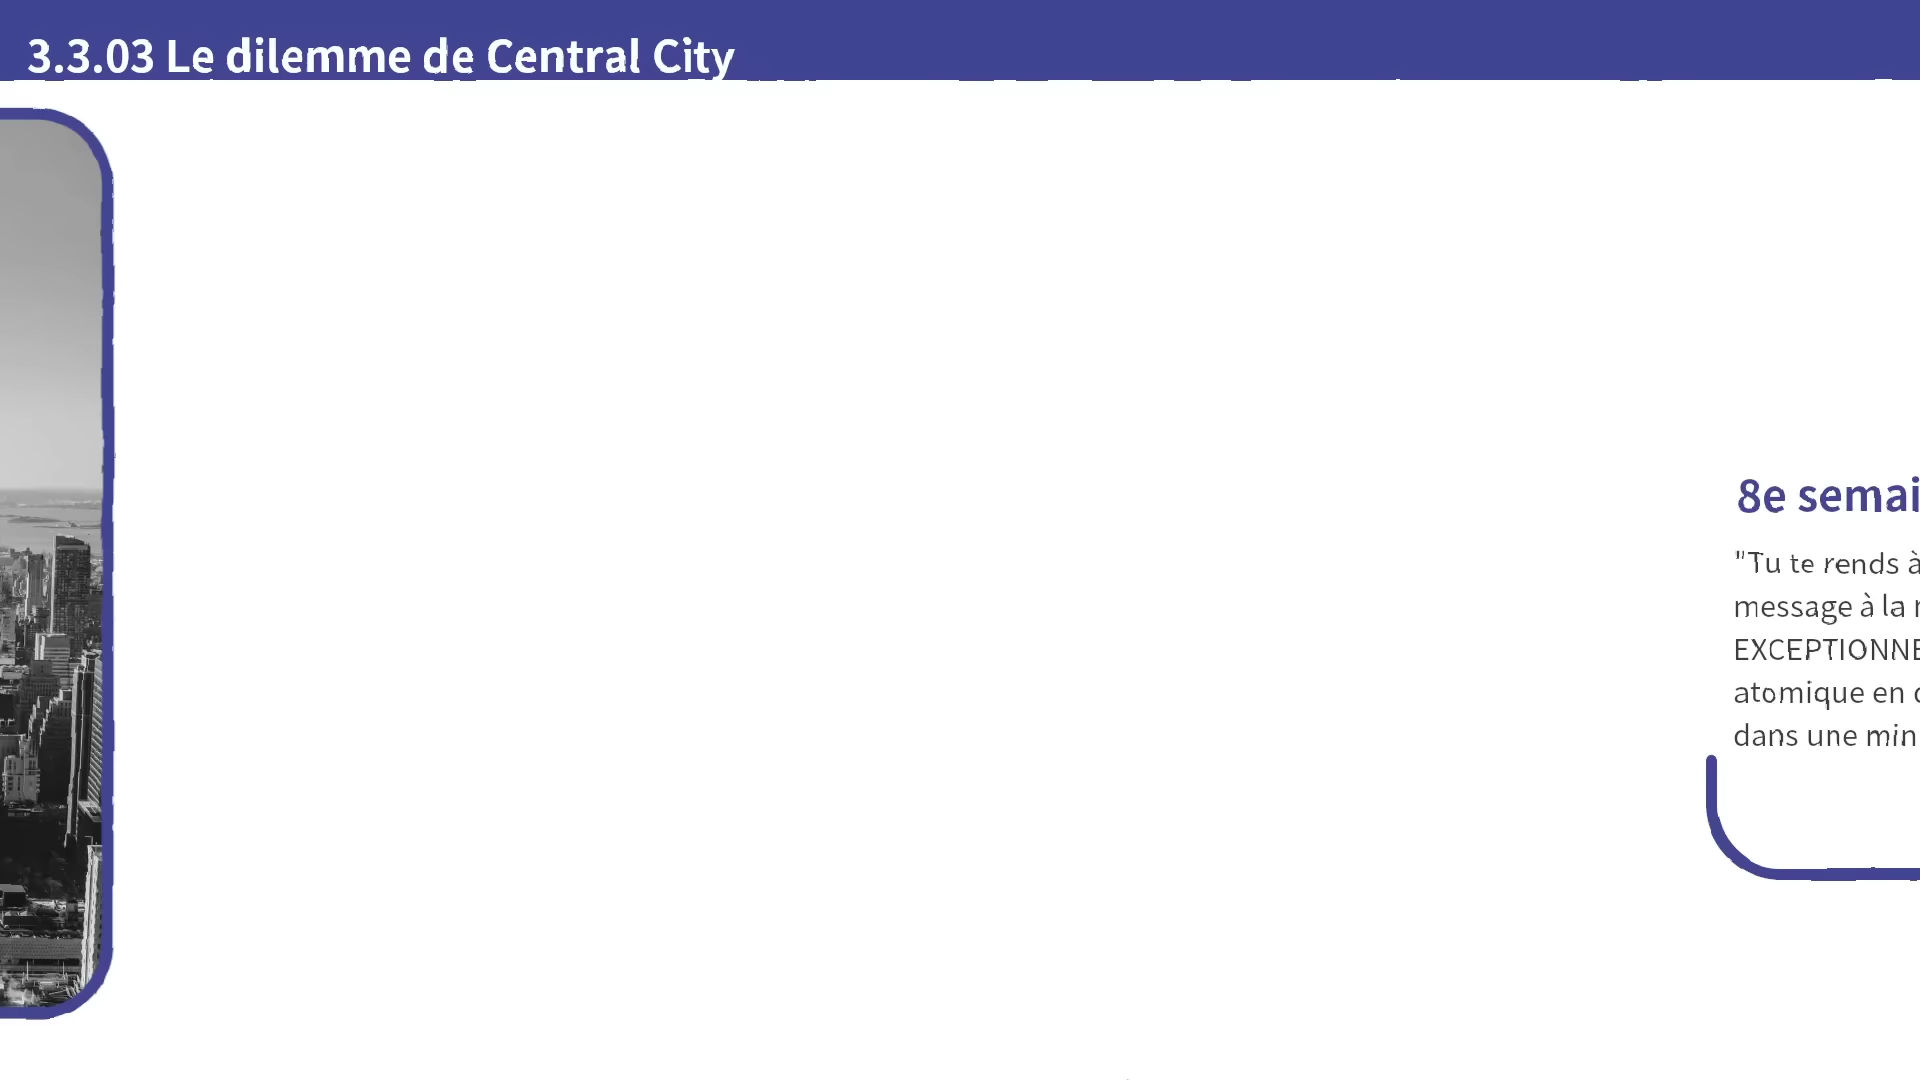 3.3.03 Le dilemme de Central City
8e semai
"Tu te rends à
message à la
EXCEPTIONNE
atomique en
dans une min